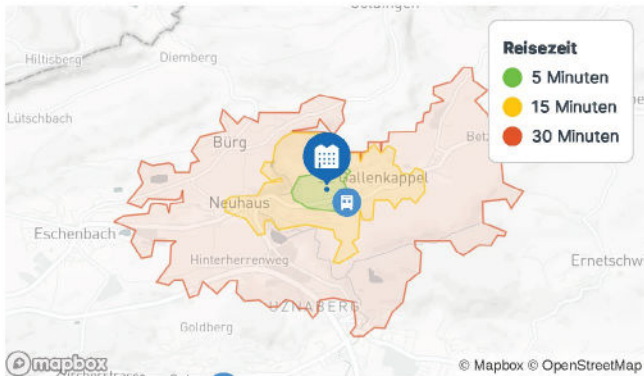 Hiltisberg
Diemberg
Lütschbach
Bürg
Neuhaus
Eschenbach
Hinterherrenweg
UZNABERG
Goldberg
Ernetschw
Reisezeit
5 Minuten
15 Minuten
30 Minuten
mapbox
© Mapbox © OpenStreetMap